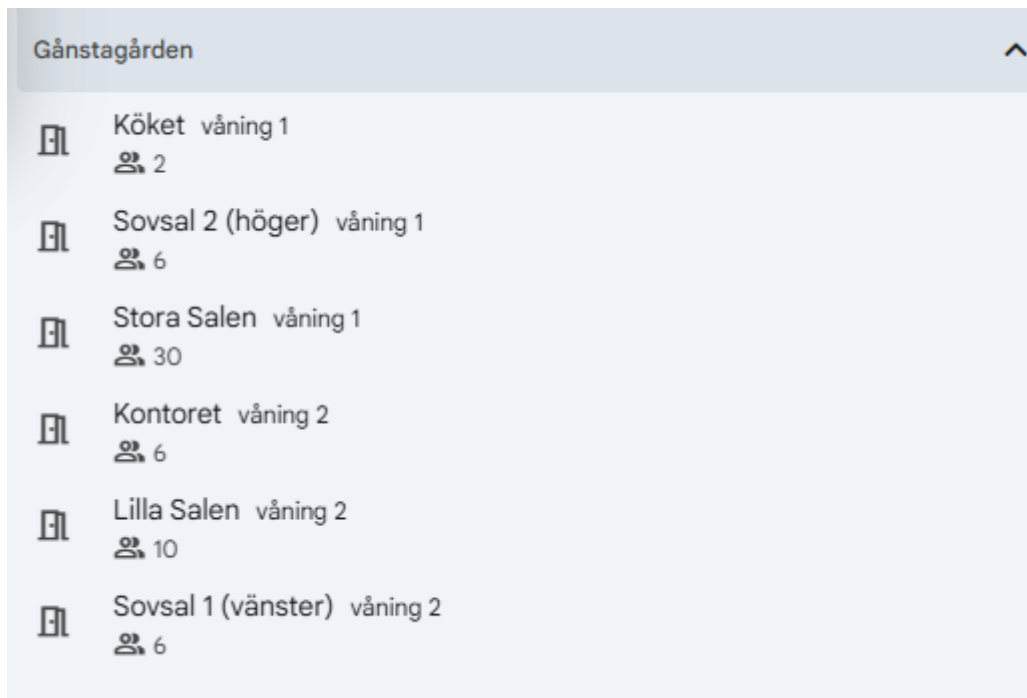 Gånstagården
Köket våning 1
2
Sovsal 2 (höger) våning 1
6
Stora Salen våning 1
30
Kontoret våning 2
6
Lilla Salen våning 2
10
Sovsal 1 (vänster) våning 2
6